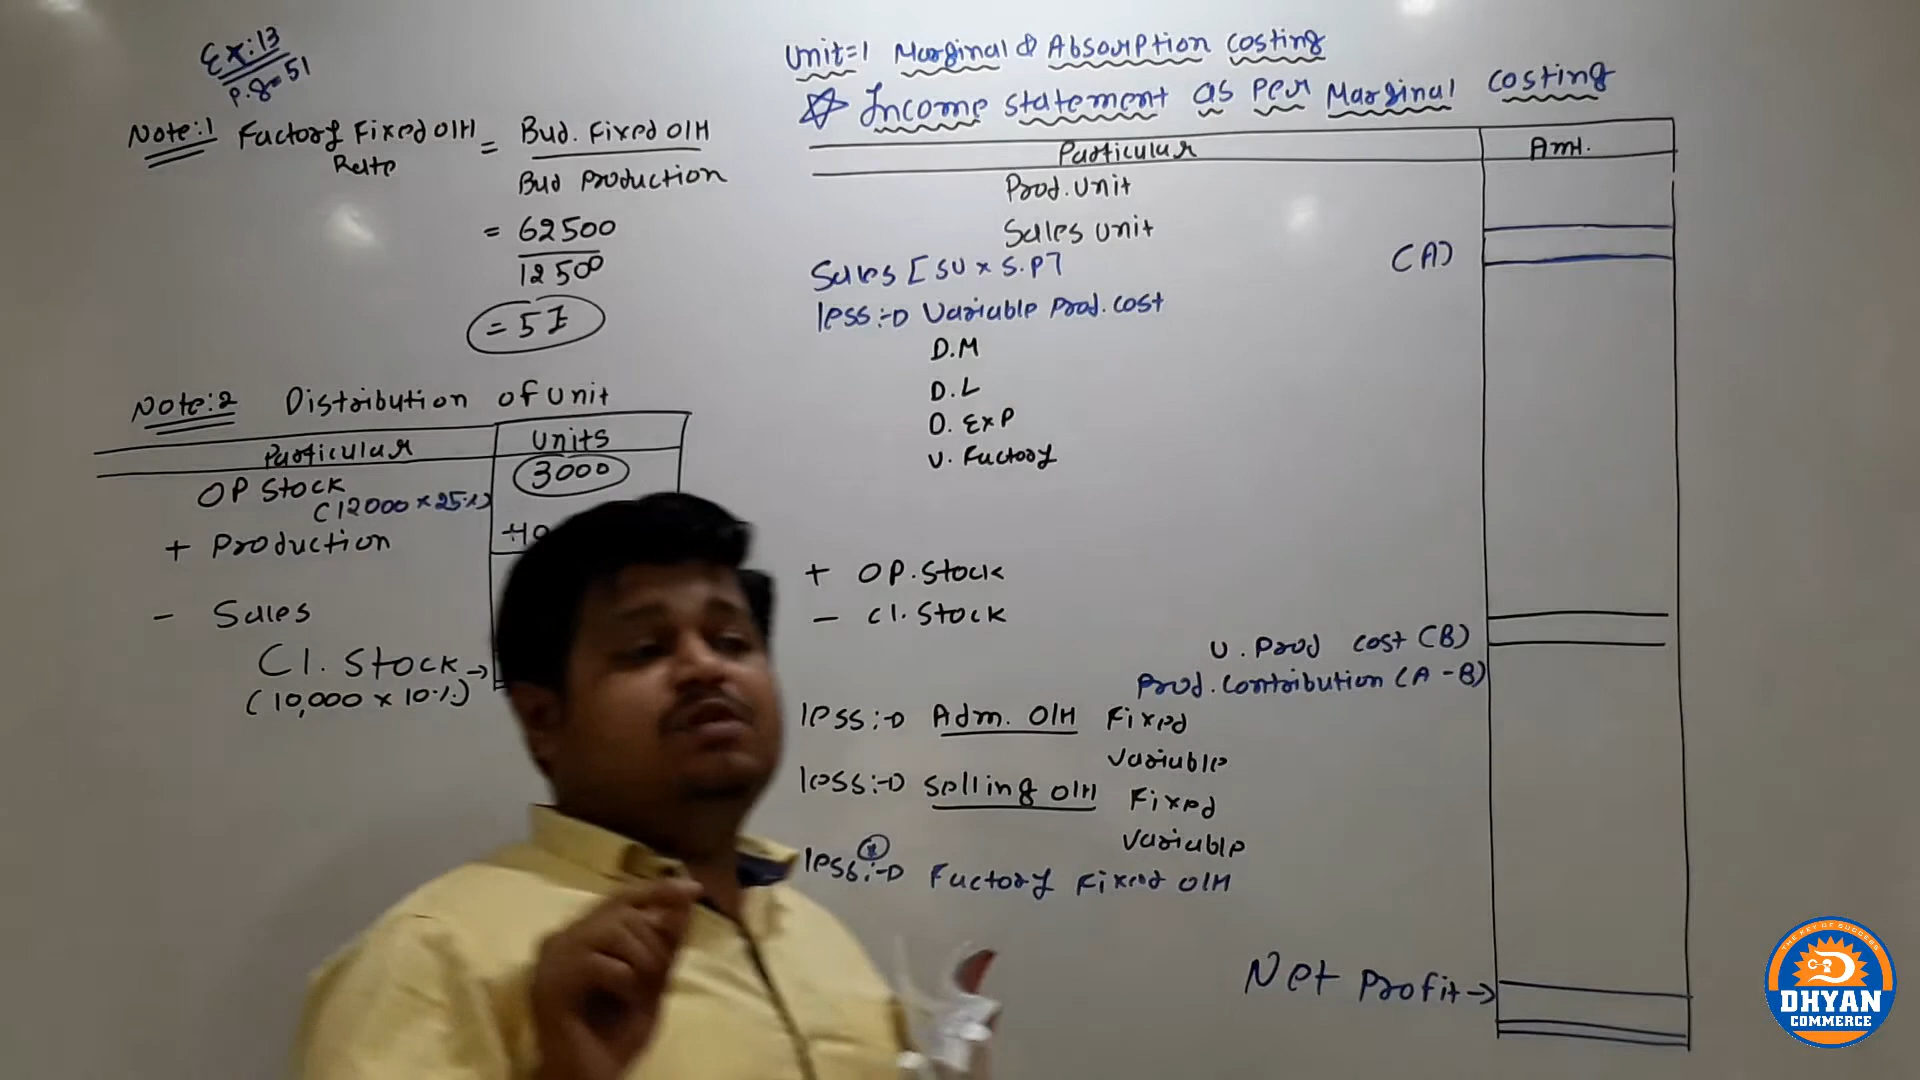 Ex:13
P.g=51
Note:1 Factory Fixed O/H = Bud. Fixed O/H
Rate Bud Production
= 62500
12500
= 5₹
Note:2 Distribution of Unit
Particular Units
OP Stock 3000
(12000 × 25%)
+ Production
- Sales
Cl. Stock →
(10,000 × 10%)
Unit=1 Marginal & Absorption Costing
☆ Income Statement as Per Marginal Costing
Particular Amt.
Prod. Unit
Sales Unit
Sales [SU × S.P] (A)
less:- Variable Prod. Cost
D.M
D.L
D. Exp
V. Factory
+ OP. Stock
- Cl. Stock
V. Prod Cost (B)
Prod. Contribution (A - B)
less:- Adm. O/H Fixed
Variable
less:- Selling O/H Fixed
Variable
less:- Factory Fixed O/H
Net Profit →
THE KEY OF SUCCESS
DHYAN
COMMERCE